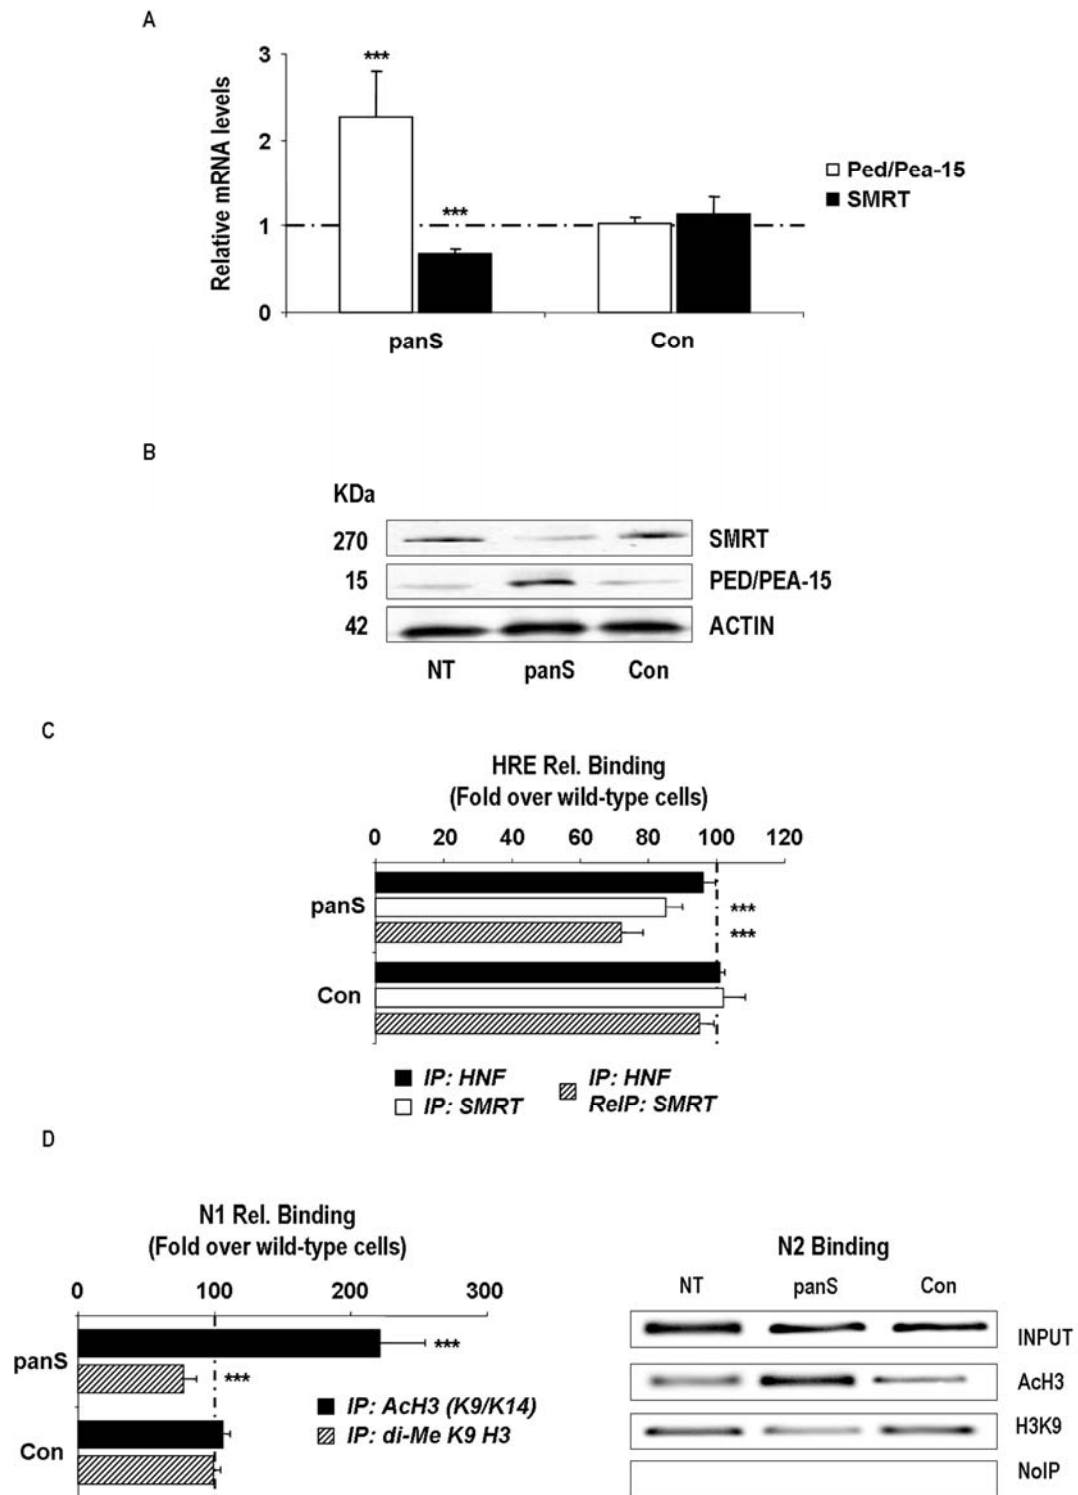 A
3
2
1
0
Relative mRNA levels
***
***
Ped/Pea-15
SMRT
panS
Con
B
KDa
270
SMRT
15
PED/PEA-15
42
ACTIN
NT
panS
Con
C
HRE Rel. Binding
(Fold over wild-type cells)
0 20 40 60 80 100 120
panS
***
***
Con
IP: HNF
IP: SMRT
IP: HNF
ReIP: SMRT
D
N1 Rel. Binding
(Fold over wild-type cells)
0 100 200 300
panS
***
***
Con
IP: AcH3 (K9/K14)
IP: di-Me K9 H3
N2 Binding
NT panS Con
INPUT
AcH3
H3K9
NoIP